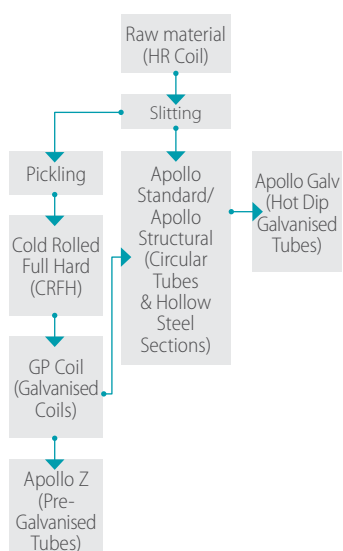 Raw material
(HR Coil)
Slitting
Pickling
Cold Rolled
Full Hard
(CRFH)
GP Coil
(Galvanised
Coils)
Apollo Z
(Pre-
Galvanised
Tubes)
Apollo
Standard/
Apollo
Structural
(Circular
Tubes
& Hollow
Steel
Sections)
Apollo Galv
(Hot Dip
Galvanised
Tubes)